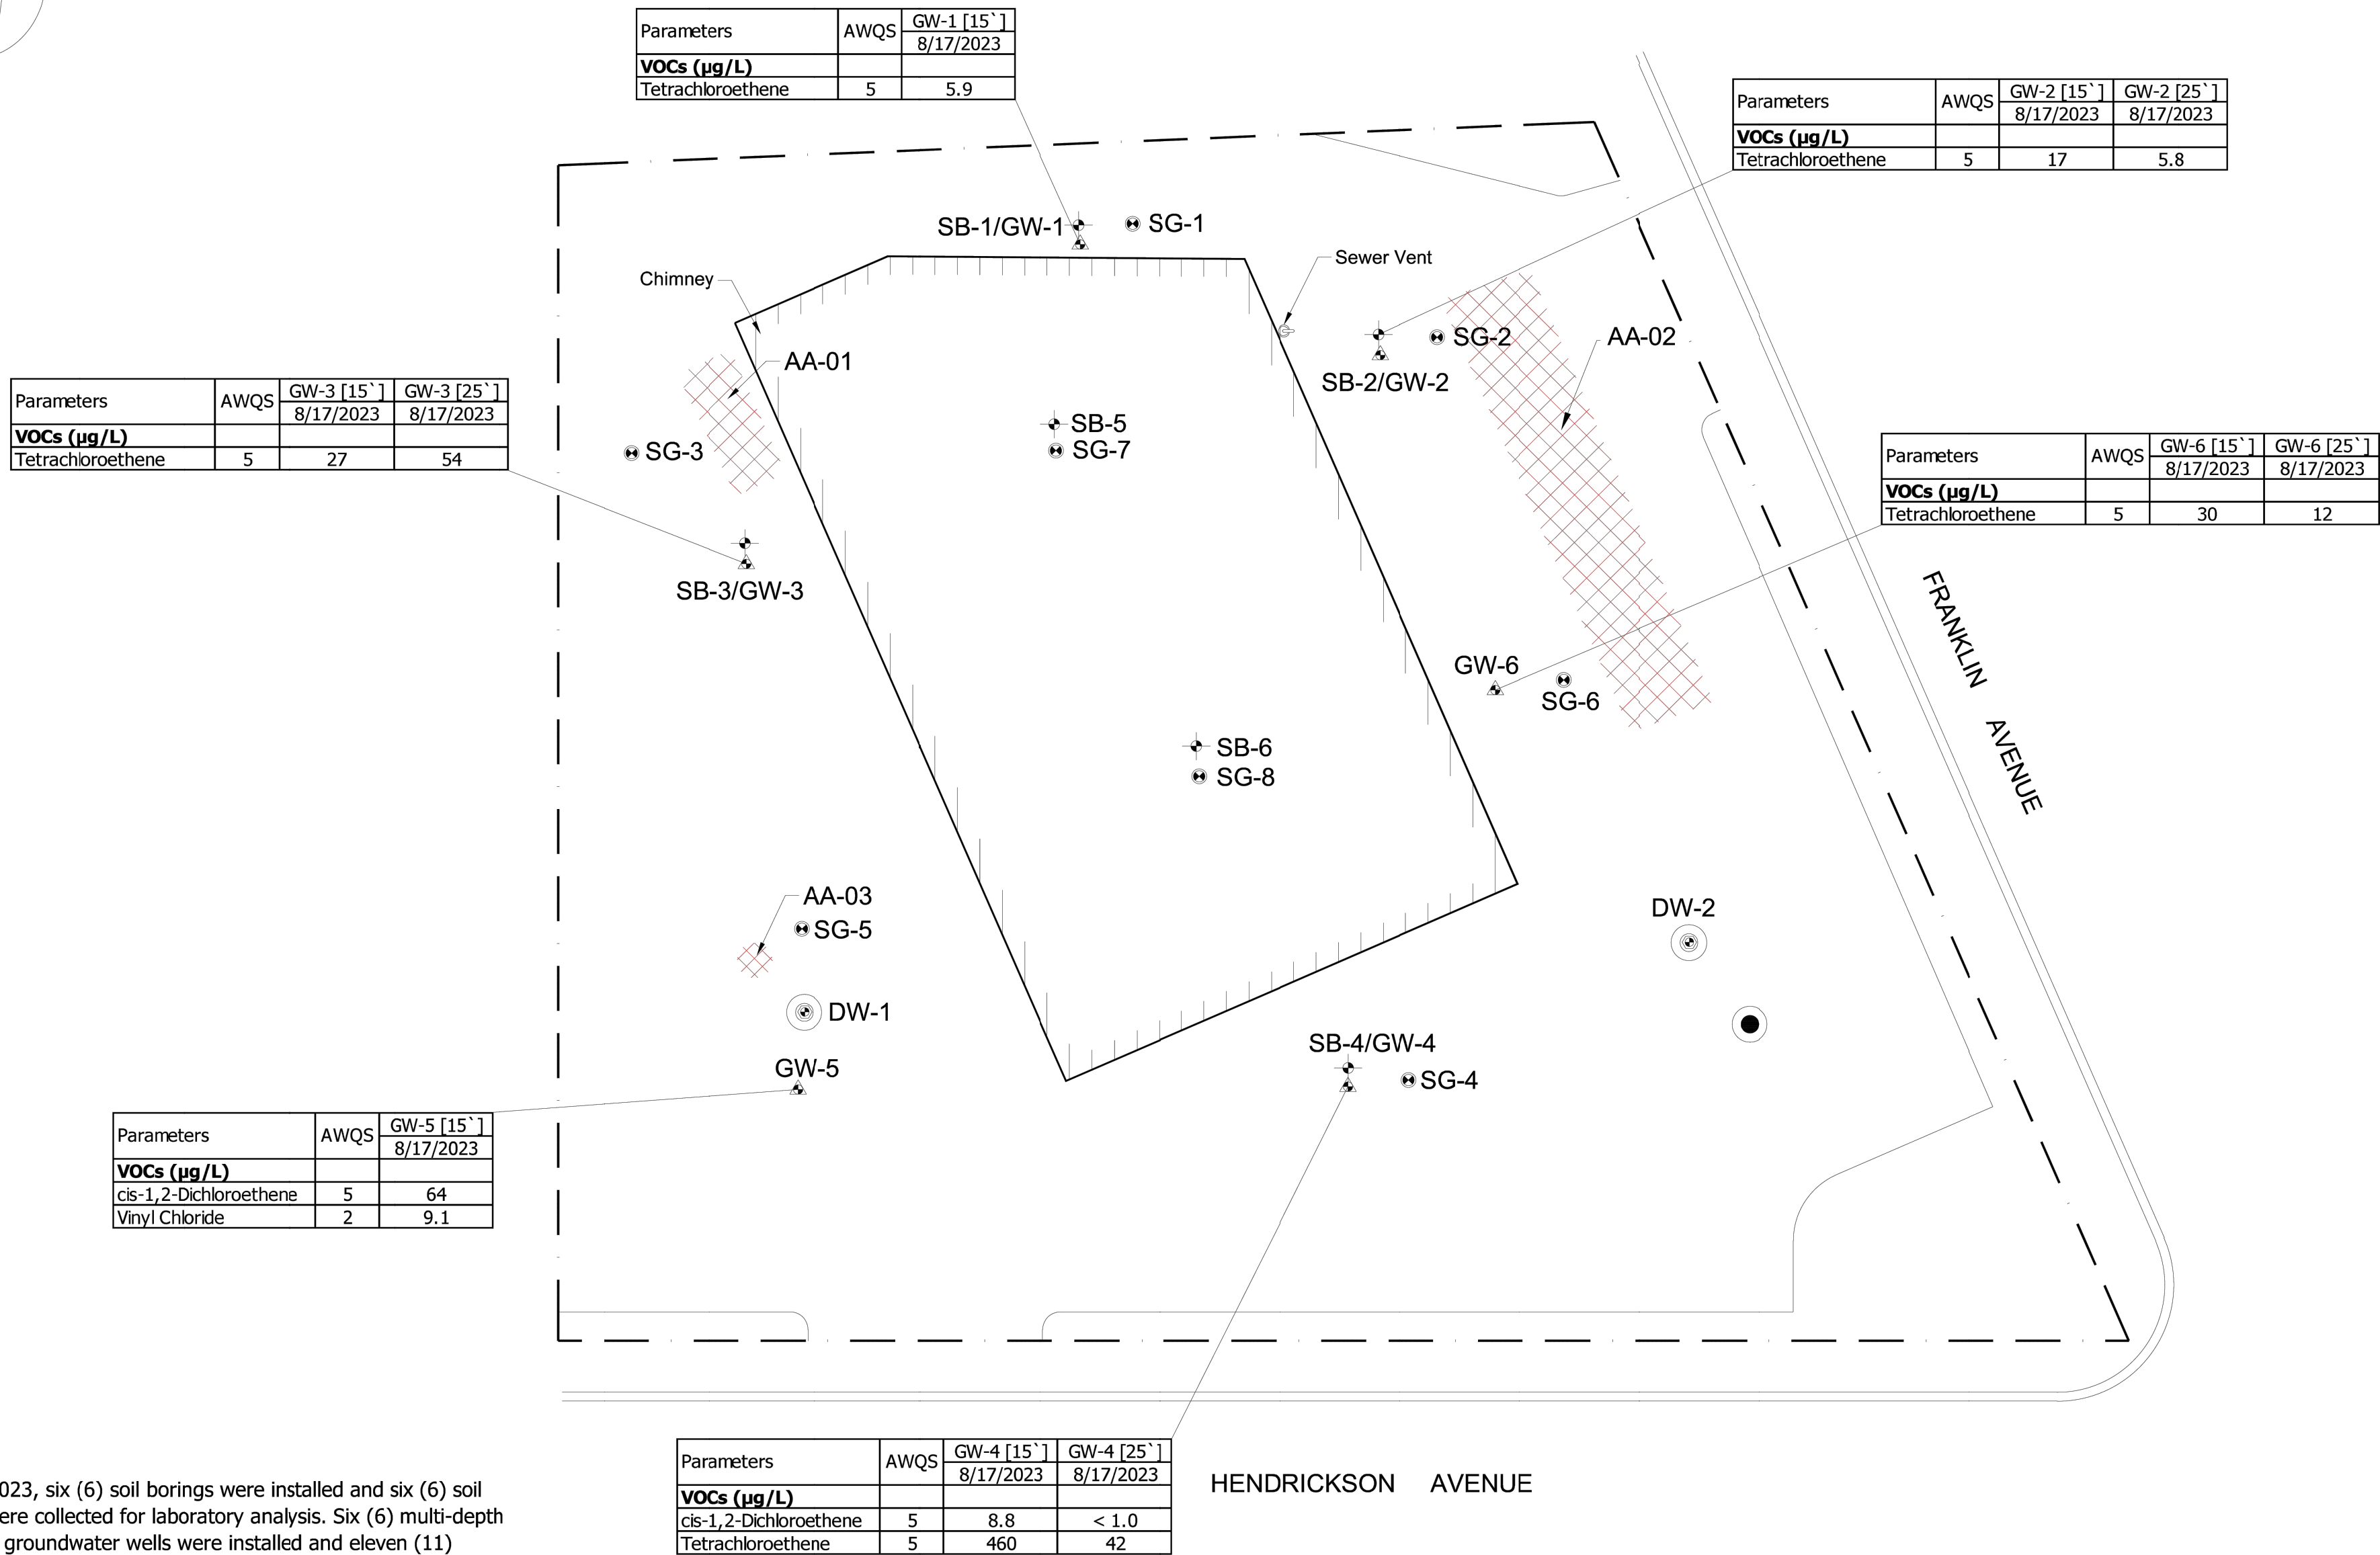 Parameters AWQS GW-1 [15`]
8/17/2023
VOCs (µg/L)
Tetrachloroethene 5 5.9
Parameters AWQS GW-2 [15`] GW-2 [25`]
8/17/2023 8/17/2023
VOCs (µg/L)
Tetrachloroethene 5 17 5.8
SB-1/GW-1
SG-1
Chimney
Sewer Vent
AA-01
SG-2
AA-02
SB-2/GW-2
Parameters AWQS GW-3 [15`] GW-3 [25`]
8/17/2023 8/17/2023
VOCs (µg/L)
Tetrachloroethene 5 27 54
SG-3
SB-5
SG-7
Parameters AWQS GW-6 [15`] GW-6 [25`]
8/17/2023 8/17/2023
VOCs (µg/L)
Tetrachloroethene 5 30 12
SB-3/GW-3
FRANKLIN AVENUE
GW-6
SG-6
SB-6
SG-8
AA-03
SG-5
DW-2
DW-1
SB-4/GW-4
GW-5
SG-4
Parameters AWQS GW-5 [15`]
8/17/2023
VOCs (µg/L)
cis-1,2-Dichloroethene 5 64
Vinyl Chloride 2 9.1
Parameters AWQS GW-4 [15`] GW-4 [25`]
8/17/2023 8/17/2023
VOCs (µg/L)
cis-1,2-Dichloroethene 5 8.8 < 1.0
Tetrachloroethene 5 460 42
HENDRICKSON AVENUE
023, six (6) soil borings were installed and six (6) soil
ere collected for laboratory analysis. Six (6) multi-depth
groundwater wells were installed and eleven (11)